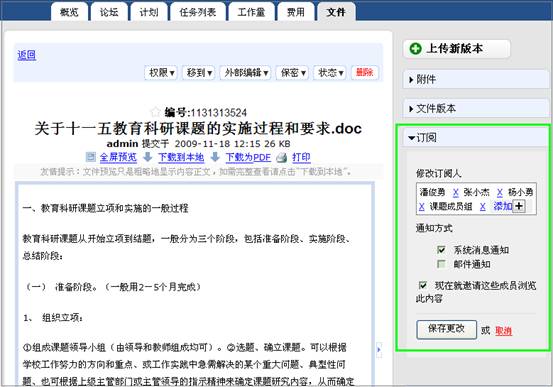 概览 论坛 计划 任务列表 工作量 费用 文件
返回
权限▼ 移到▼ 外部编辑▼ 保密▼ 状态▼ 删除
编号:1131313524
关于十一五教育科研课题的实施过程和要求.doc
admin 提交于 2009-11-18 12:15 26 KB
全屏预览 下载到本地 下载为PDF 打印
友情提示：文件预览只是粗略地显示内容正文，如需完整查看请点击"下载到本地"。
一、教育科研课题立项和实施的一般过程
教育科研课题从开始立项到结题，一般分为三个阶段，包括准备阶段、实施阶段、
总结阶段：
（一） 准备阶段。（一般用2－5个月完成）
1、 组织立项：
①组成课题领导小组（由领导和教师组成均可）。②选题、确立课题。可以根据
学校工作努力的方向和重点、或工作实践中急需解决的某个重大问题、典型性问
题，也可根据上级主管部门或主管领导的指示精神来确定课题研究内容，从而确定
上传新版本
附件
文件版本
订阅
修改订阅人
潘俊勇 X 张小杰 X 杨小勇
X 课题成员组 X 添加
通知方式
系统消息通知
邮件通知
现在就邀请这些成员浏览
此内容
保存更改 或 取消